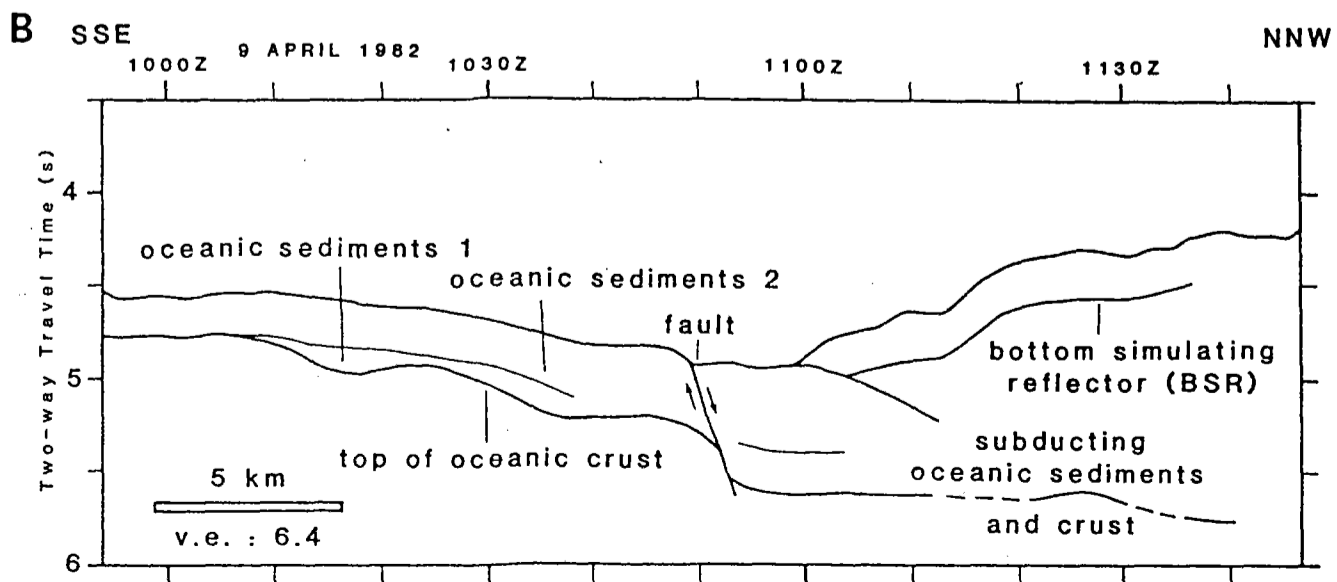 B SSE 9 APRIL 1982 NNW
1000Z 1030Z 1100Z 1130Z
Two-way Travel Time (s)
4
5
6
oceanic sediments 1
oceanic sediments 2
fault
bottom simulating
reflector (BSR)
top of oceanic crust
subducting
oceanic sediments
and crust
5 km
v.e. : 6.4